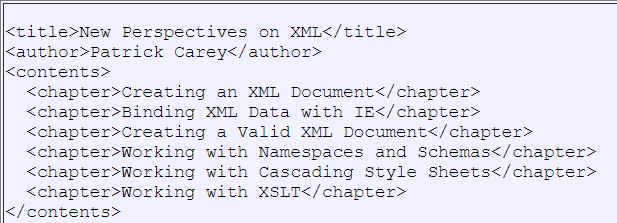 <title>New Perspectives on XML</title>
<author>Patrick Carey</author>
<contents>
  <chapter>Creating an XML Document</chapter>
  <chapter>Binding XML Data with IE</chapter>
  <chapter>Creating a Valid XML Document</chapter>
  <chapter>Working with Namespaces and Schemas</chapter>
  <chapter>Working with Cascading Style Sheets</chapter>
  <chapter>Working with XSLT</chapter>
</contents>